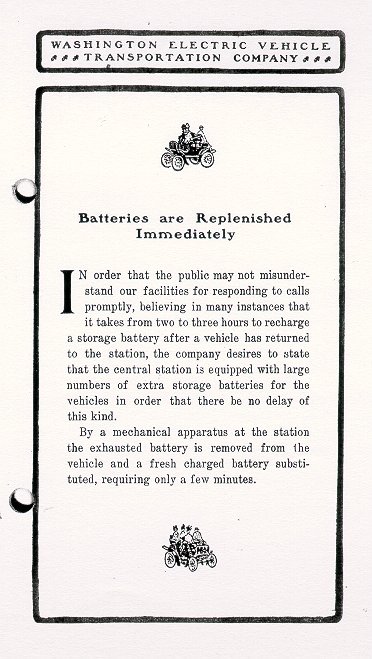 WASHINGTON ELECTRIC VEHICLE
TRANSPORTATION COMPANY
Batteries are Replenished
Immediately
IN order that the public may not misunder-
stand our facilities for responding to calls
promptly, believing in many instances that
it takes from two to three hours to recharge
a storage battery after a vehicle has returned
to the station, the company desires to state
that the central station is equipped with large
numbers of extra storage batteries for the
vehicles in order that there be no delay of
this kind.
By a mechanical apparatus at the station
the exhausted battery is removed from the
vehicle and a fresh charged battery substi-
tuted, requiring only a few minutes.